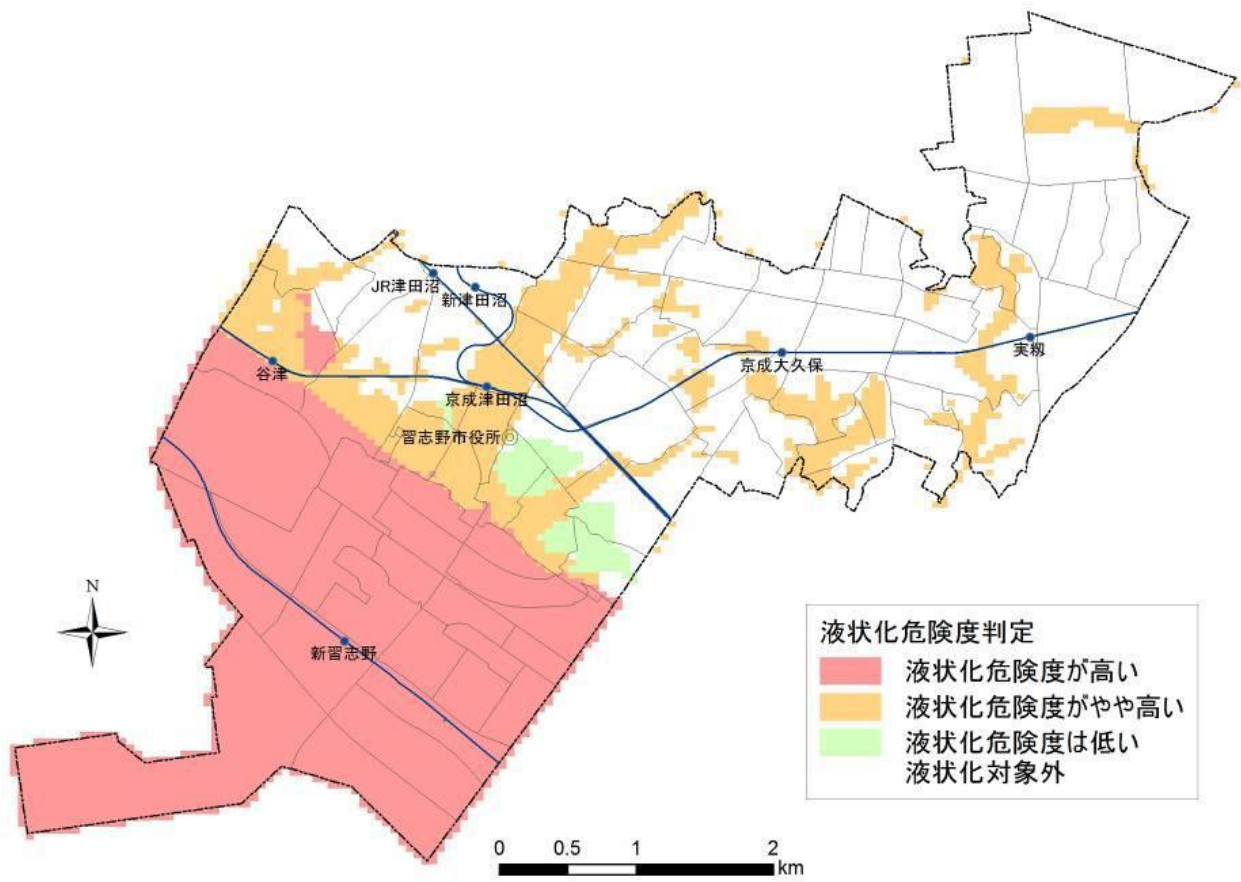 JR津田沼
新津田沼
谷津
京成津田沼
京成大久保
実籾
習志野市役所
N
新習志野
液状化危険度判定
液状化危険度が高い
液状化危険度がやや高い
液状化危険度は低い
液状化対象外
0 0.5 1 2
km